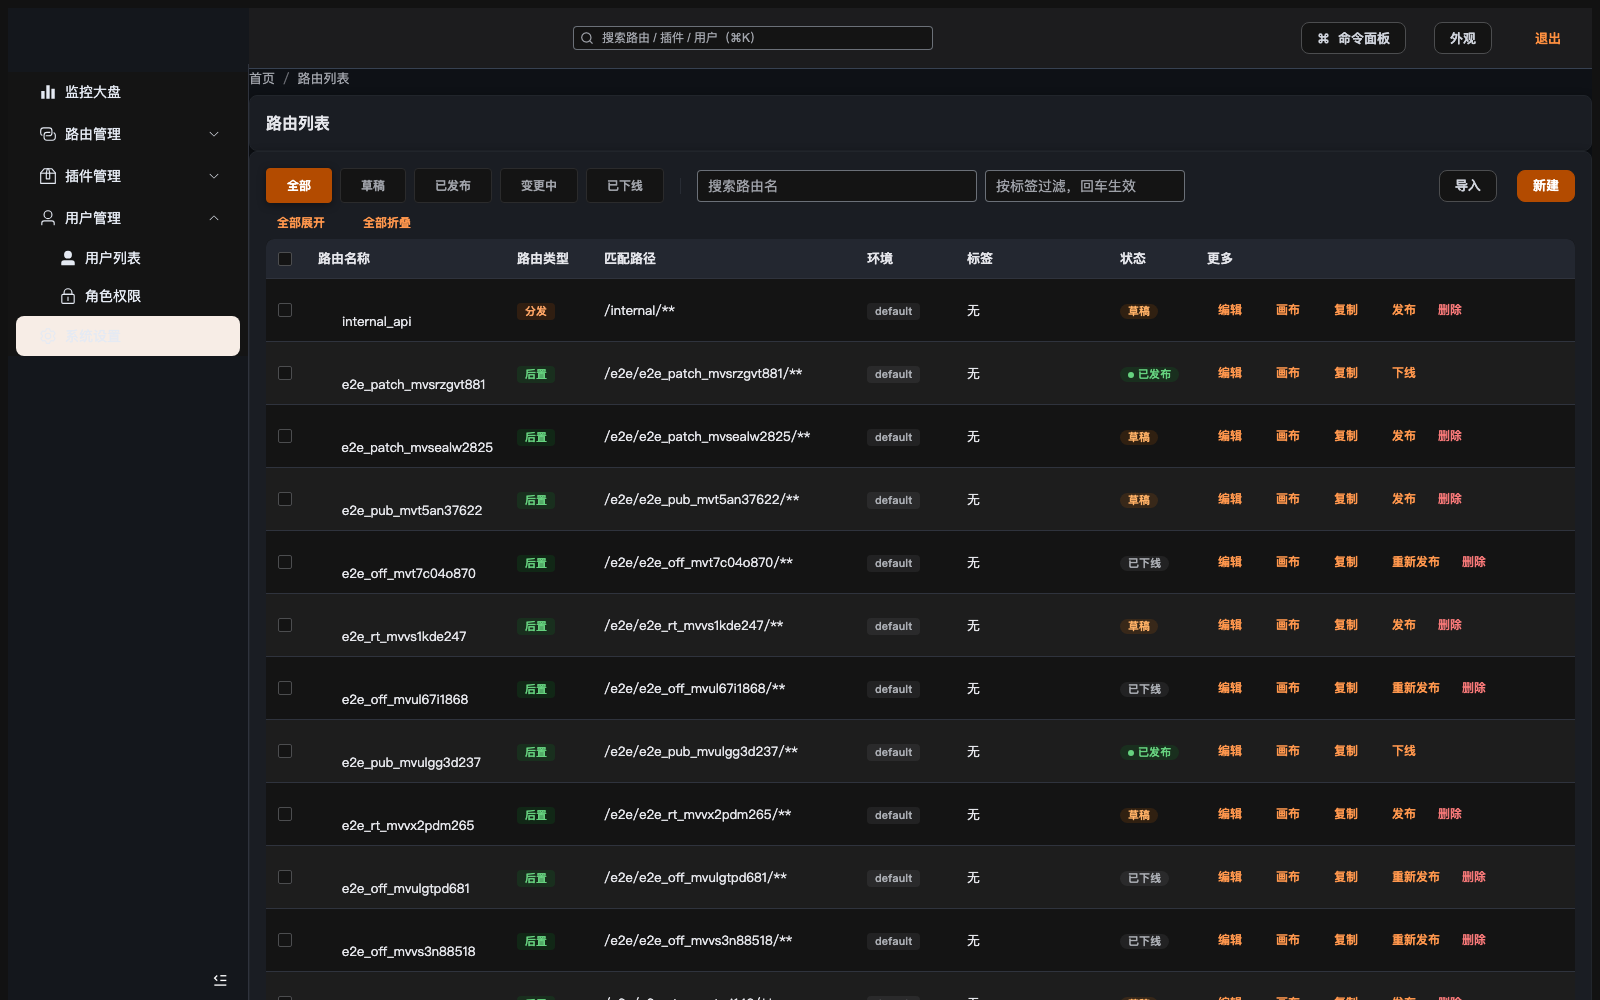 搜索路由 / 插件 / 用户（⌘K）
⌘ 命令面板
外观
退出
监控大盘
路由管理
插件管理
用户管理
用户列表
角色权限
系统设置
首页 / 路由列表
路由列表
全部 草稿 已发布 变更中 已下线 搜索路由名 按标签过滤，回车生效 导入 新建
全部展开 全部折叠
路由名称 路由类型 匹配路径 环境 标签 状态 更多
internal_api 分发 /internal/** default 无 草稿 编辑 画布 复制 发布 删除
e2e_patch_mvsrzgvt881 后置 /e2e/e2e_patch_mvsrzgvt881/** default 无 已发布 编辑 画布 复制 下线
e2e_patch_mvsealw2825 后置 /e2e/e2e_patch_mvsealw2825/** default 无 草稿 编辑 画布 复制 发布 删除
e2e_pub_mvt5an37622 后置 /e2e/e2e_pub_mvt5an37622/** default 无 草稿 编辑 画布 复制 发布 删除
e2e_off_mvt7c04o870 后置 /e2e/e2e_off_mvt7c04o870/** default 无 已下线 编辑 画布 复制 重新发布 删除
e2e_rt_mvvs1kde247 后置 /e2e/e2e_rt_mvvs1kde247/** default 无 草稿 编辑 画布 复制 发布 删除
e2e_off_mvul67i1868 后置 /e2e/e2e_off_mvul67i1868/** default 无 已下线 编辑 画布 复制 重新发布 删除
e2e_pub_mvulgg3d237 后置 /e2e/e2e_pub_mvulgg3d237/** default 无 已发布 编辑 画布 复制 下线
e2e_rt_mvvx2pdm265 后置 /e2e/e2e_rt_mvvx2pdm265/** default 无 草稿 编辑 画布 复制 发布 删除
e2e_off_mvulgtpd681 后置 /e2e/e2e_off_mvulgtpd681/** default 无 已下线 编辑 画布 复制 重新发布 删除
e2e_off_mvvs3n88518 后置 /e2e/e2e_off_mvvs3n88518/** default 无 已下线 编辑 画布 复制 重新发布 删除